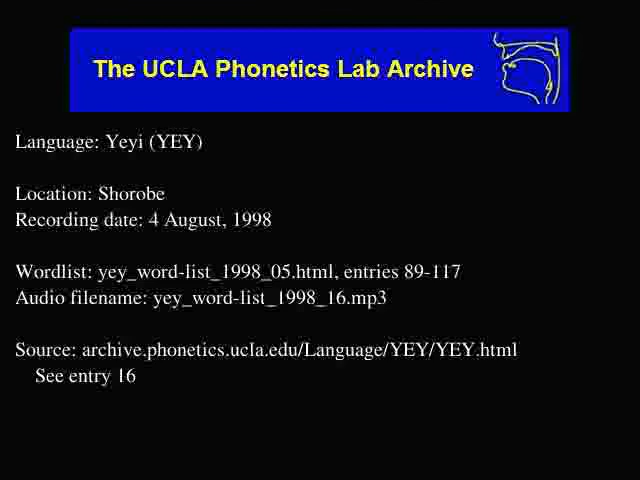 The UCLA Phonetics Lab Archive
Language: Yeyi (YEY)
Location: Shorobe
Recording date: 4 August, 1998
Wordlist: yey_word-list_1998_05.html, entries 89-117
Audio filename: yey_word-list_1998_16.mp3
Source: archive.phonetics.ucla.edu/Language/YEY/YEY.html
See entry 16